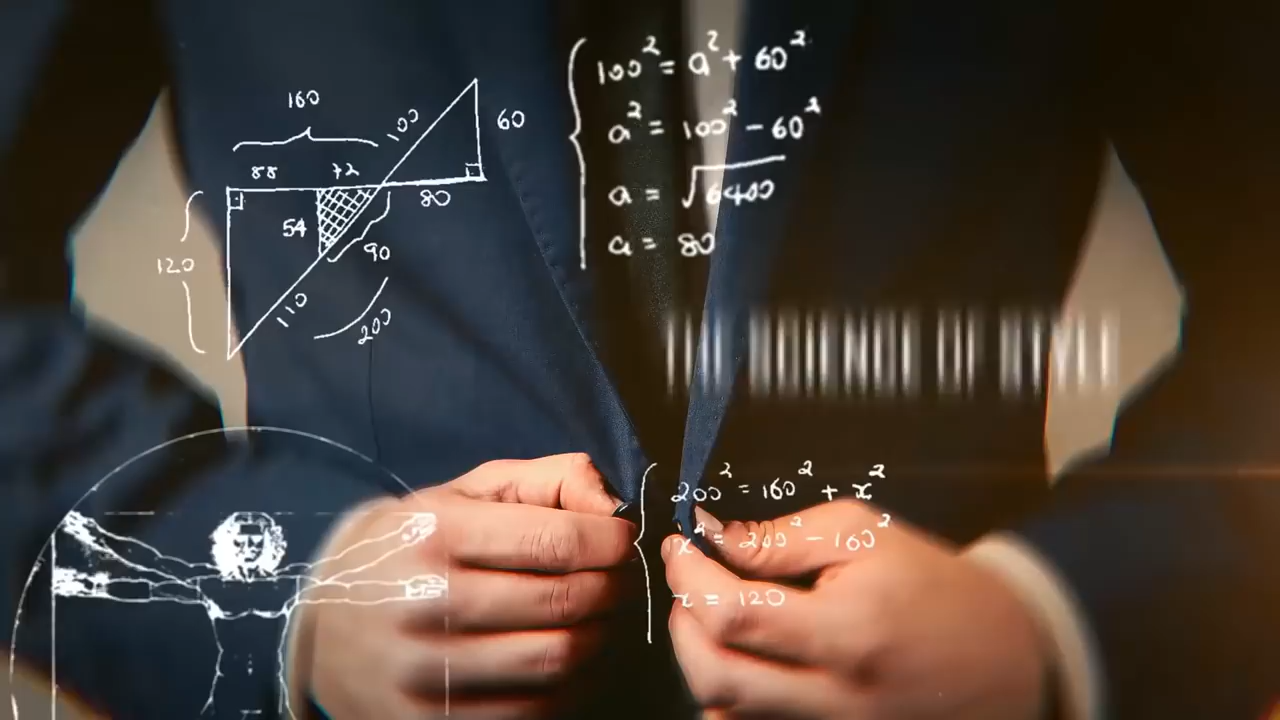 160
100
60
88
72
80
54
90
120
110
200
100² = a² + 60²
a² = 100² - 60²
a = √6400
a = 80
200² = 160² + x²
x² = 200² - 160²
x = 120